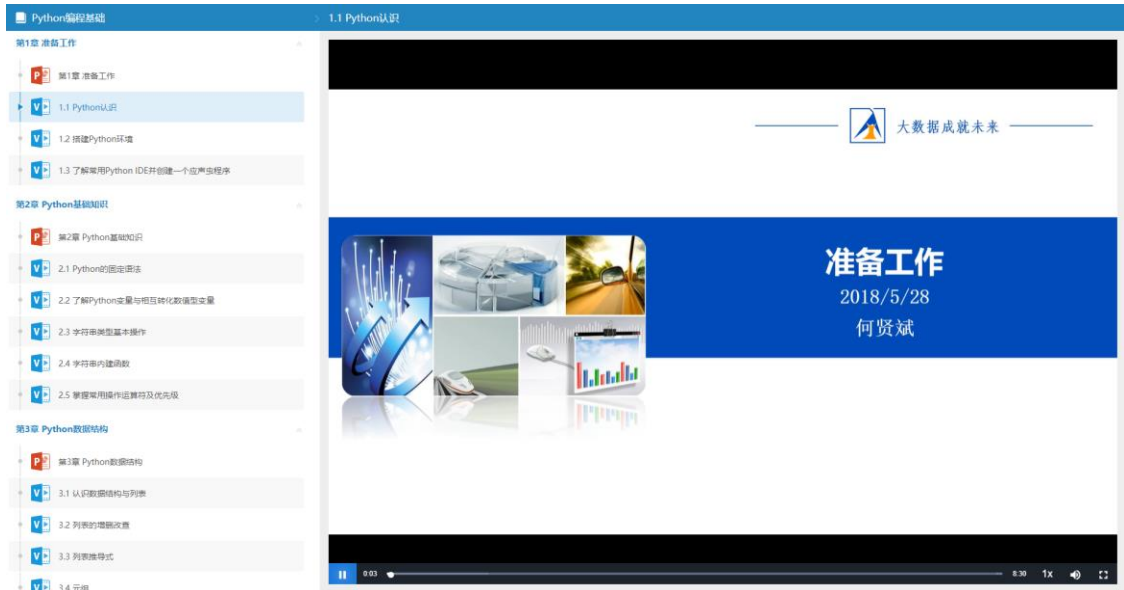 Python编程基础
1.1 Python认识
第1章 准备工作
第1章 准备工作
1.1 Python认识
1.2 搭建Python环境
1.3 了解常用Python IDE并创建一个应声虫程序
第2章 Python基础知识
第2章 Python基础知识
2.1 Python的固定语法
2.2 了解Python变量与相互转化数值型变量
2.3 字符串类型基本操作
2.4 字符串内建函数
2.5 掌握常用操作运算符及优先级
第3章 Python数据结构
第3章 Python数据结构
3.1 认识数据结构与列表
3.2 列表的增删改查
3.3 列表推导式
3.4 元组
大数据成就未来
准备工作
2018/5/28
何贤斌
0:03
8:30
1x